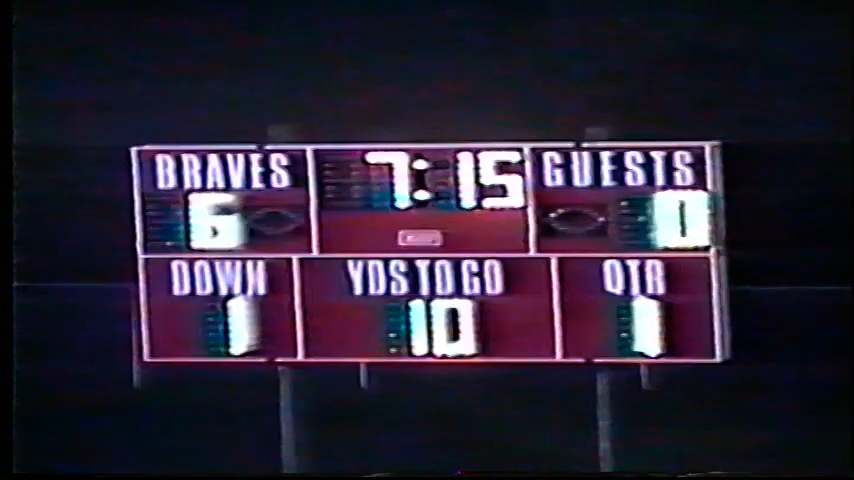 BRAVES 7:15 GUESTS
6 0
DOWN YDS TO GO QTR
1 10 1